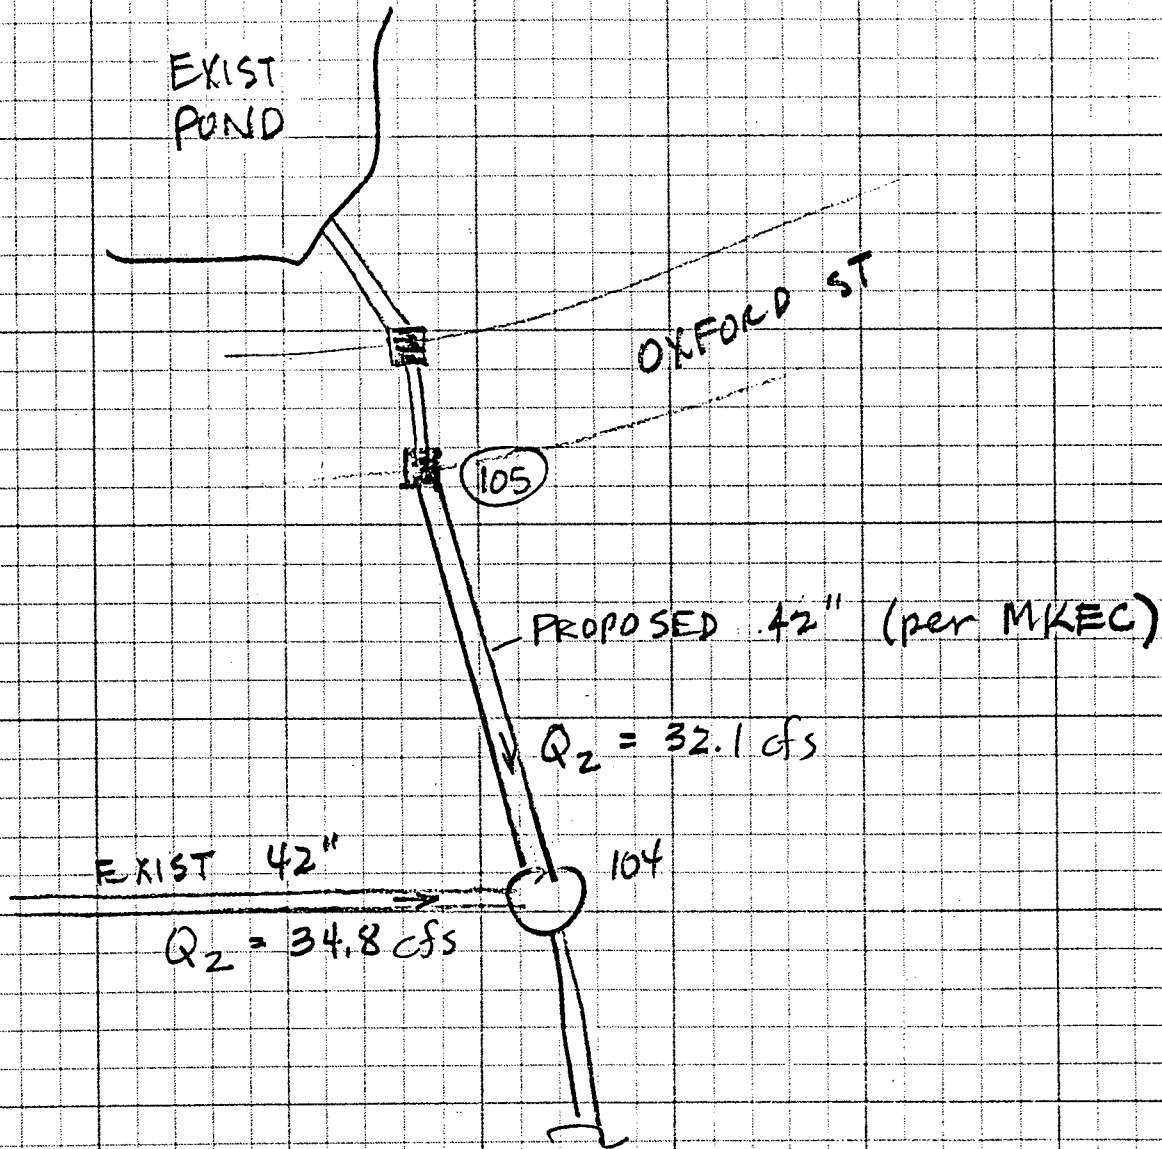 EXIST
POND
OXFORD ST
105
PROPOSED 42" (per MKEC)
Q2 = 32.1 cfs
EXIST 42"
104
Q2 = 34.8 cfs